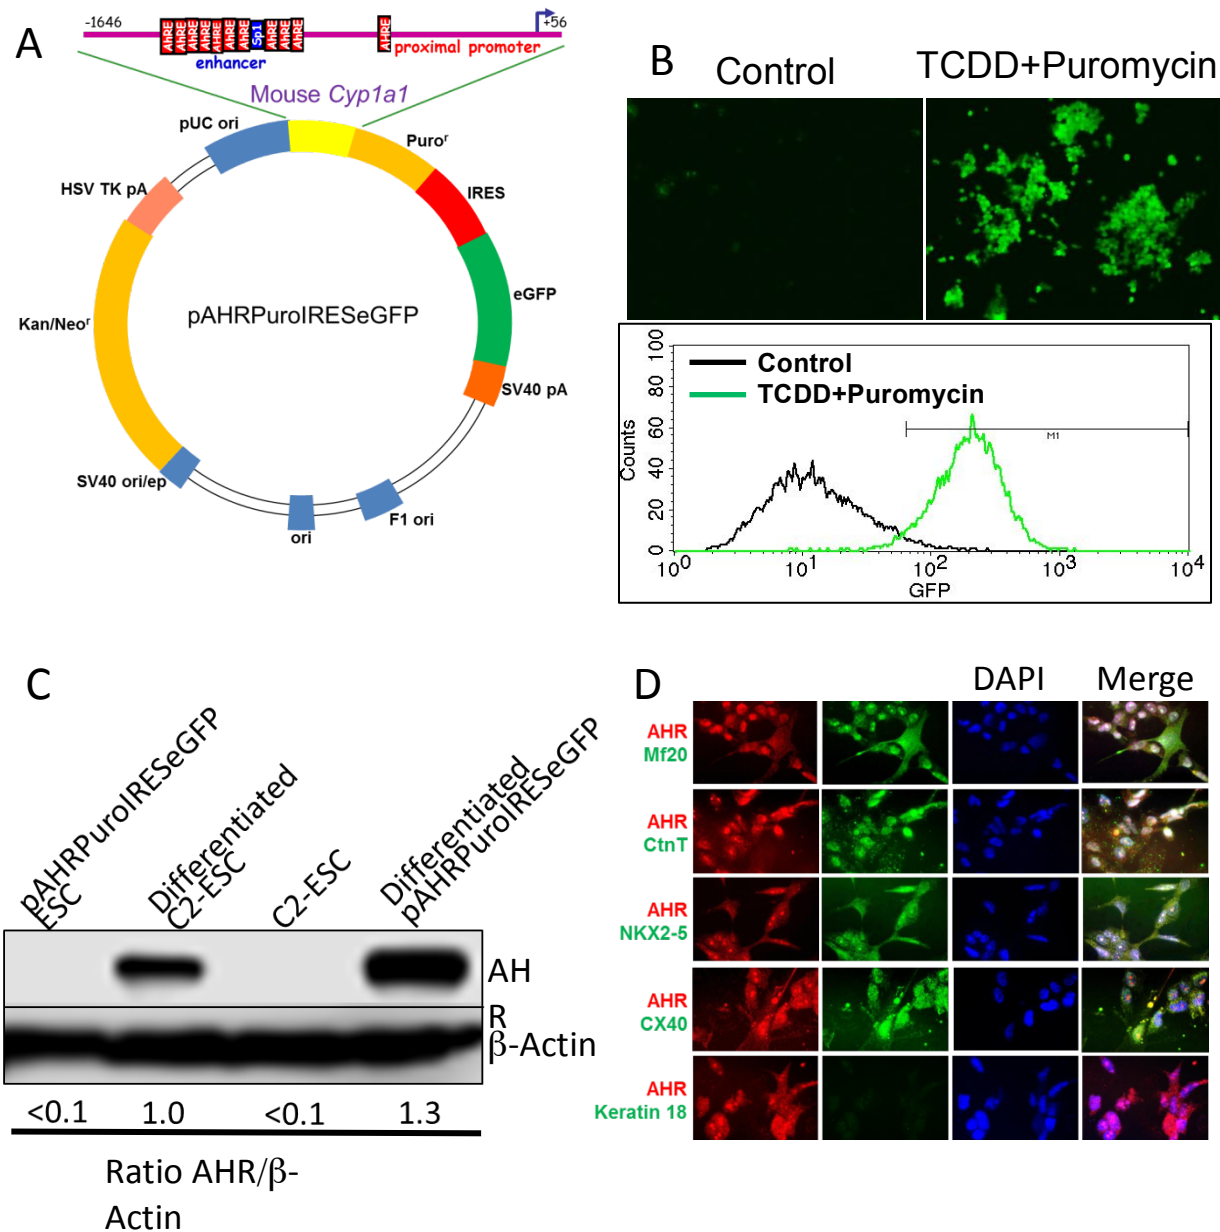 A
-1646
+56
AhRE AhRE AhRE AhRE AhRE AhRE AhRE Sp1 AhRE AhRE AhRE
AHRE
enhancer
proximal promoter
Mouse Cyp1a1
pUC ori
Puroʳ
HSV TK pA
IRES
Kan/Neoʳ
pAHRPuroIRESeGFP
eGFP
SV40 pA
SV40 ori/ep
F1 ori
ori
B
Control
TCDD+Puromycin
Control
TCDD+Puromycin
M1
Counts
100
80
60
40
20
0
10⁰ 10¹ 10² 10³ 10⁴
GFP
C
pAHRPuroIRESeGFP
ESC
Differentiated
C2-ESC
C2-ESC
Differentiated
pAHRPuroIRESeGFP
AH
R
β-Actin
<0.1 1.0 <0.1 1.3
Ratio AHR/β-
Actin
D
DAPI Merge
AHR
Mf20
AHR
CtnT
AHR
NKX2-5
AHR
CX40
AHR
Keratin 18